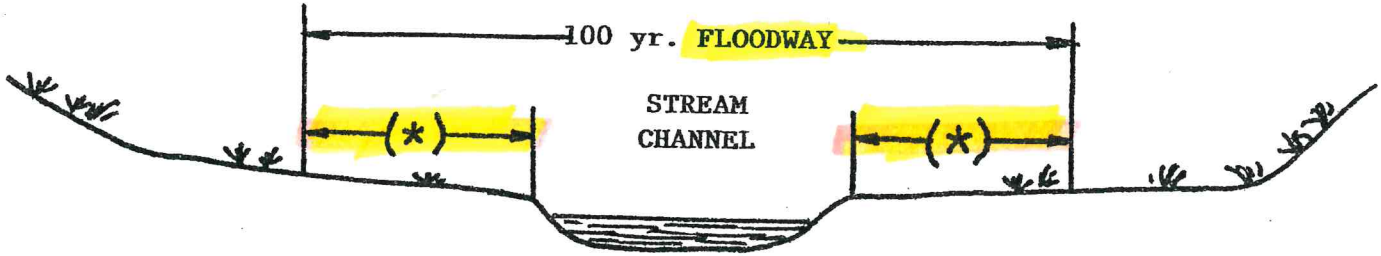 100 yr. FLOODWAY
STREAM
CHANNEL
(*)
(*)